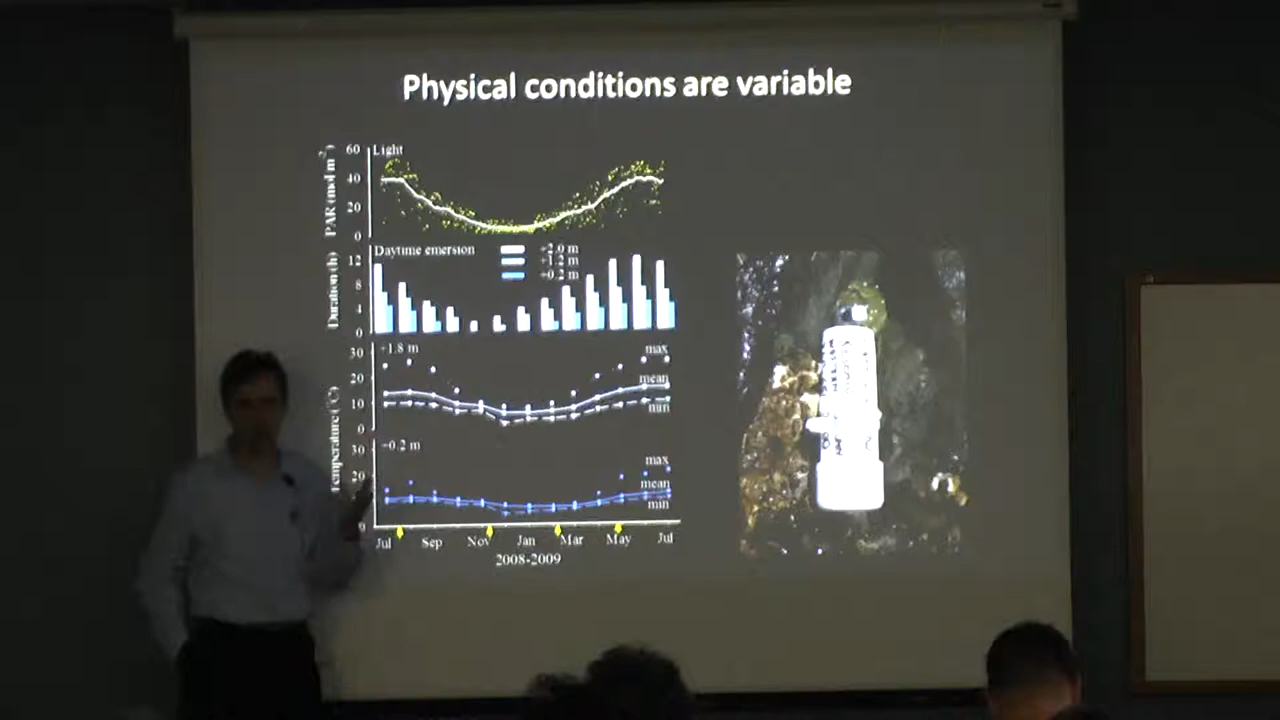 Physical conditions are variable
PAR (mol m⁻²)
60
40
20
0
Light
Duration (h)
12
8
4
0
Daytime emersion
+2.0 m
+1.2 m
+0.2 m
Temperature (°C)
30
20
10
0
+1.8 m
max
mean
min
30
20
0
+0.2 m
max
mean
min
Jul Sep Nov Jan Mar May Jul
2008-2009